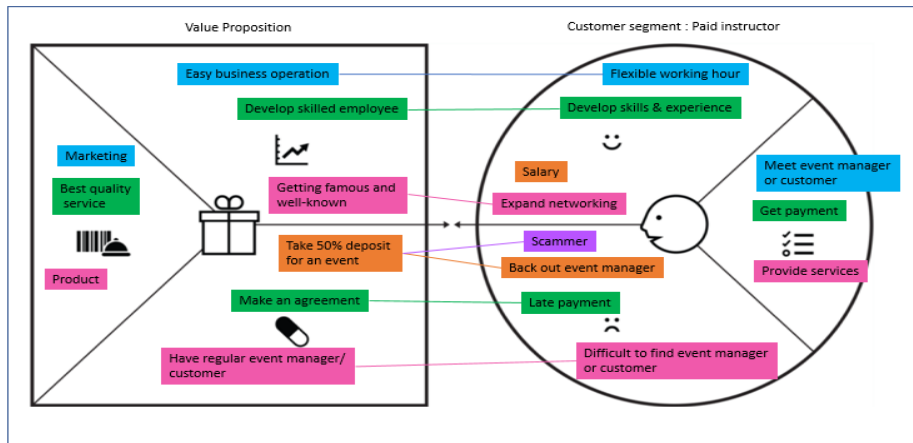 Value Proposition
Customer segment : Paid instructor
Easy business operation
Flexible working hour
Develop skilled employee
Develop skills & experience
Marketing
Best quality
service
Product
Getting famous and
well-known
Salary
Expand networking
Take 50% deposit
for an event
Scammer
Back out event manager
Make an agreement
Late payment
Have regular event manager/
customer
Difficult to find event manager
or customer
Meet event manager
or customer
Get payment
Provide services